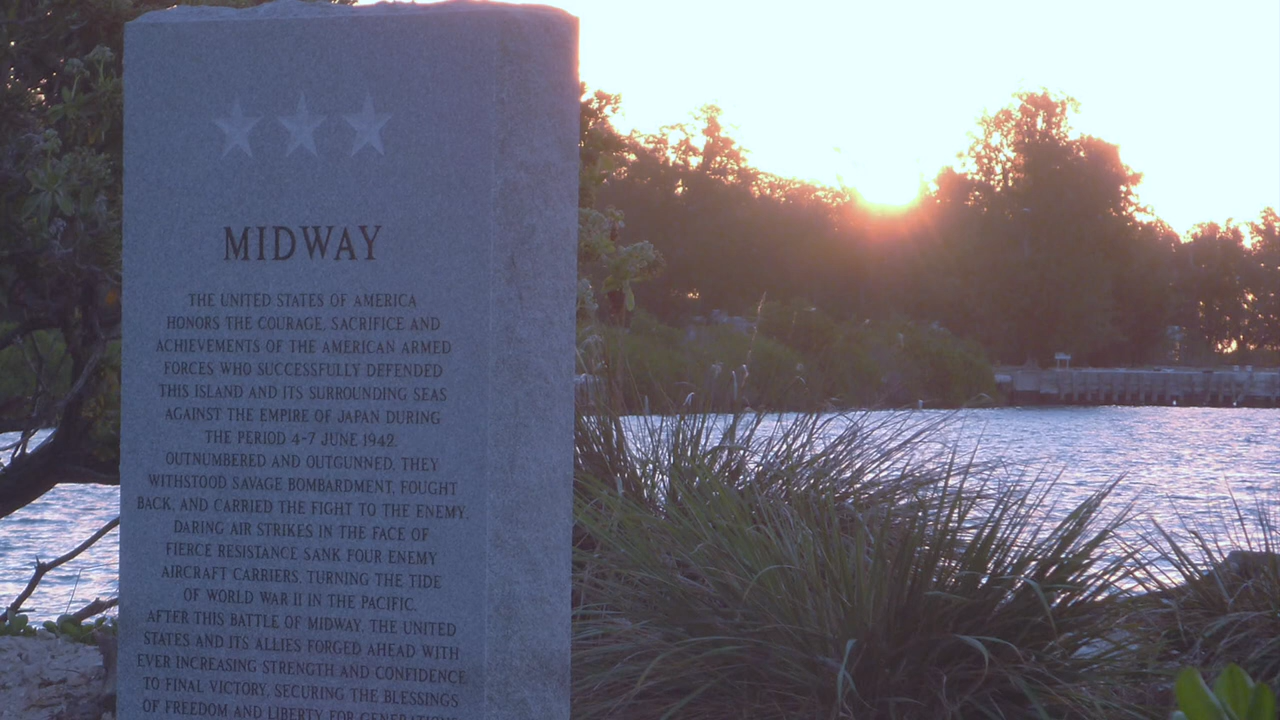 MIDWAY
THE UNITED STATES OF AMERICA
HONORS THE COURAGE, SACRIFICE AND
ACHIEVEMENTS OF THE AMERICAN ARMED
FORCES WHO SUCCESSFULLY DEFENDED
THIS ISLAND AND ITS SURROUNDING SEAS
AGAINST THE EMPIRE OF JAPAN DURING
THE PERIOD 4-7 JUNE 1942.
OUTNUMBERED AND OUTGUNNED, THEY
WITHSTOOD SAVAGE BOMBARDMENT, FOUGHT
BACK, AND CARRIED THE FIGHT TO THE ENEMY.
DARING AIR STRIKES IN THE FACE OF
FIERCE RESISTANCE SANK FOUR ENEMY
AIRCRAFT CARRIERS, TURNING THE TIDE
OF WORLD WAR II IN THE PACIFIC.
AFTER THIS BATTLE OF MIDWAY, THE UNITED
STATES AND ITS ALLIES FORGED AHEAD WITH
EVER INCREASING STRENGTH AND CONFIDENCE
TO FINAL VICTORY, SECURING THE BLESSINGS
OF FREEDOM AND LIBERTY FOR GENERATIONS